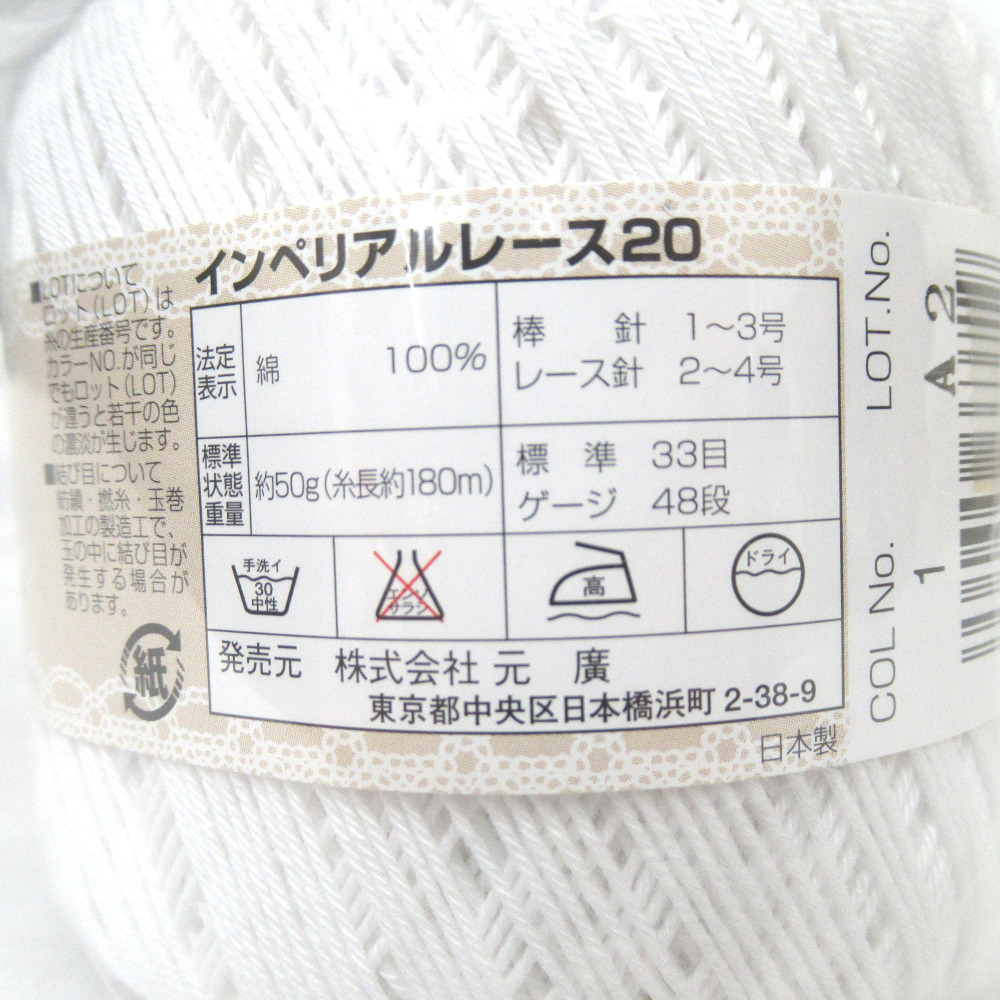 インペリアルレース20
■LOTについて
ロット(LOT)は
糸の生産番号です。
カラーNO.が同じ
でもロット(LOT)
が違うと若干の色
の濃淡が生じます。
■結び目について
紡績・撚糸・玉巻
加工の製造工で、
玉の中に結び目が
発生する場合が
あります。
紙
法定
表示
綿 100%
棒針 1～3号
レース針 2～4号
標準
状態
重量
約50g(糸長約180m)
標準 33目
ゲージ 48段
手洗イ
30
中性
エンソ
サラシ
高
ドライ
発売元 株式会社 元廣
東京都中央区日本橋浜町 2-38-9
日本製
LOT.No.
A 2
COL No.
1